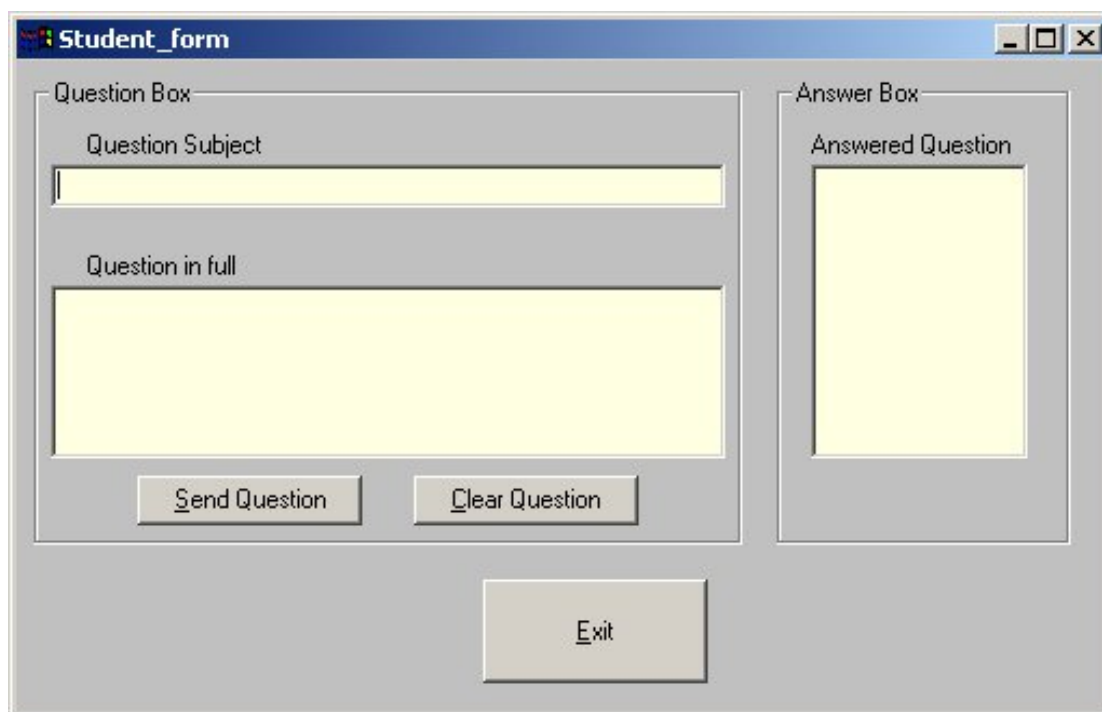 Student_form
Question Box
Question Subject
Question in full
Send Question
Clear Question
Answer Box
Answered Question
Exit